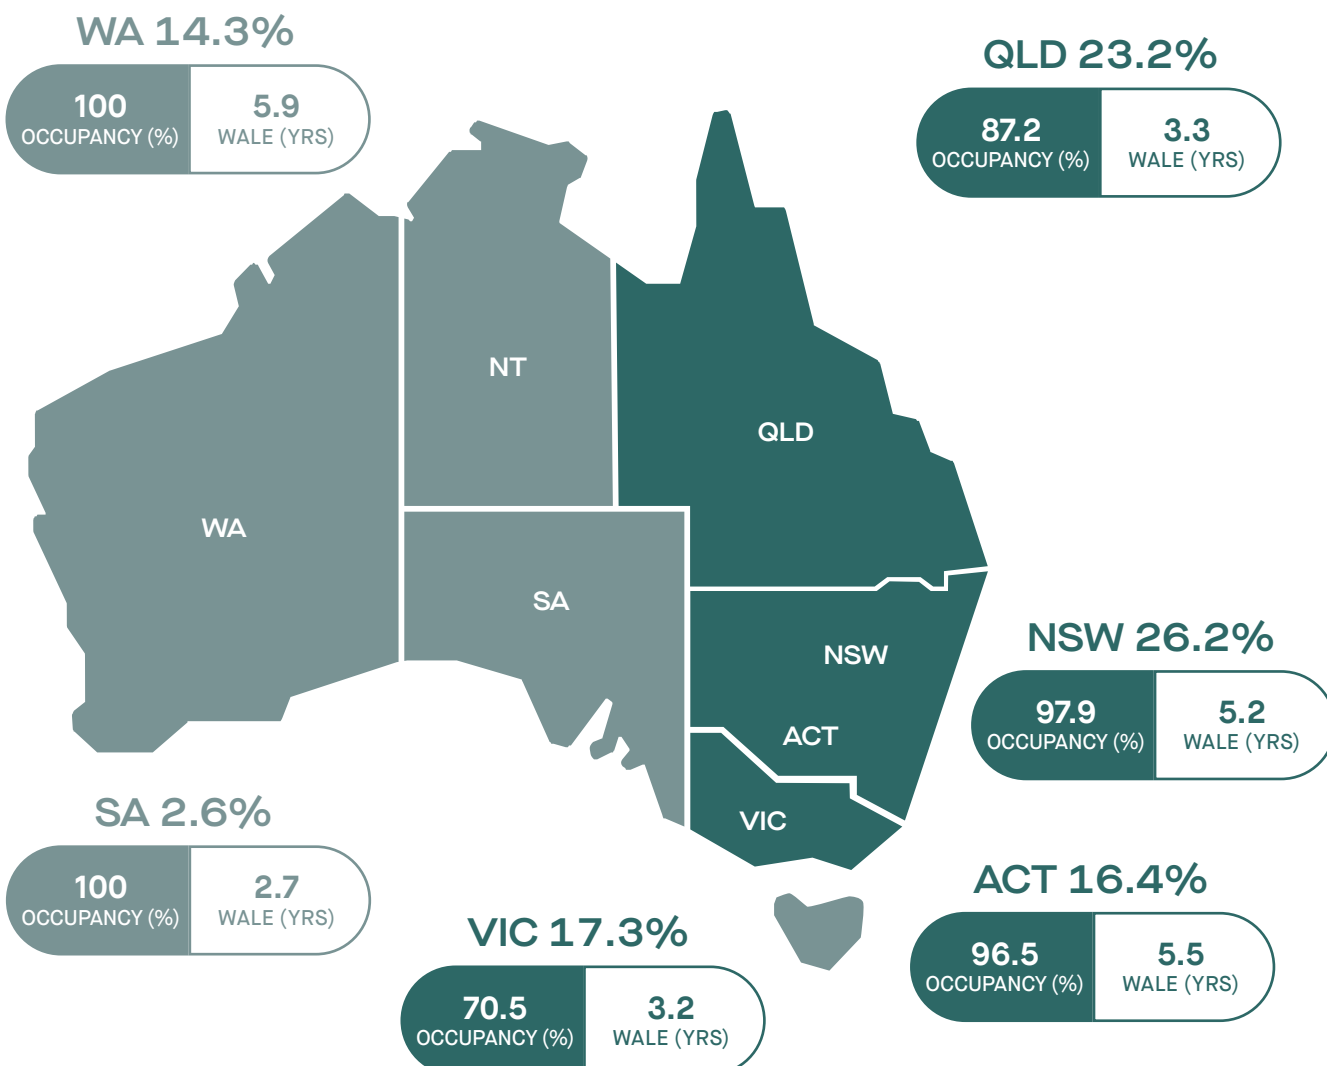 WA 14.3%
100
OCCUPANCY (%)
5.9
WALE (YRS)
QLD 23.2%
87.2
OCCUPANCY (%)
3.3
WALE (YRS)
NT
QLD
WA
SA
NSW
ACT
VIC
NSW 26.2%
97.9
OCCUPANCY (%)
5.2
WALE (YRS)
SA 2.6%
100
OCCUPANCY (%)
2.7
WALE (YRS)
VIC 17.3%
70.5
OCCUPANCY (%)
3.2
WALE (YRS)
ACT 16.4%
96.5
OCCUPANCY (%)
5.5
WALE (YRS)